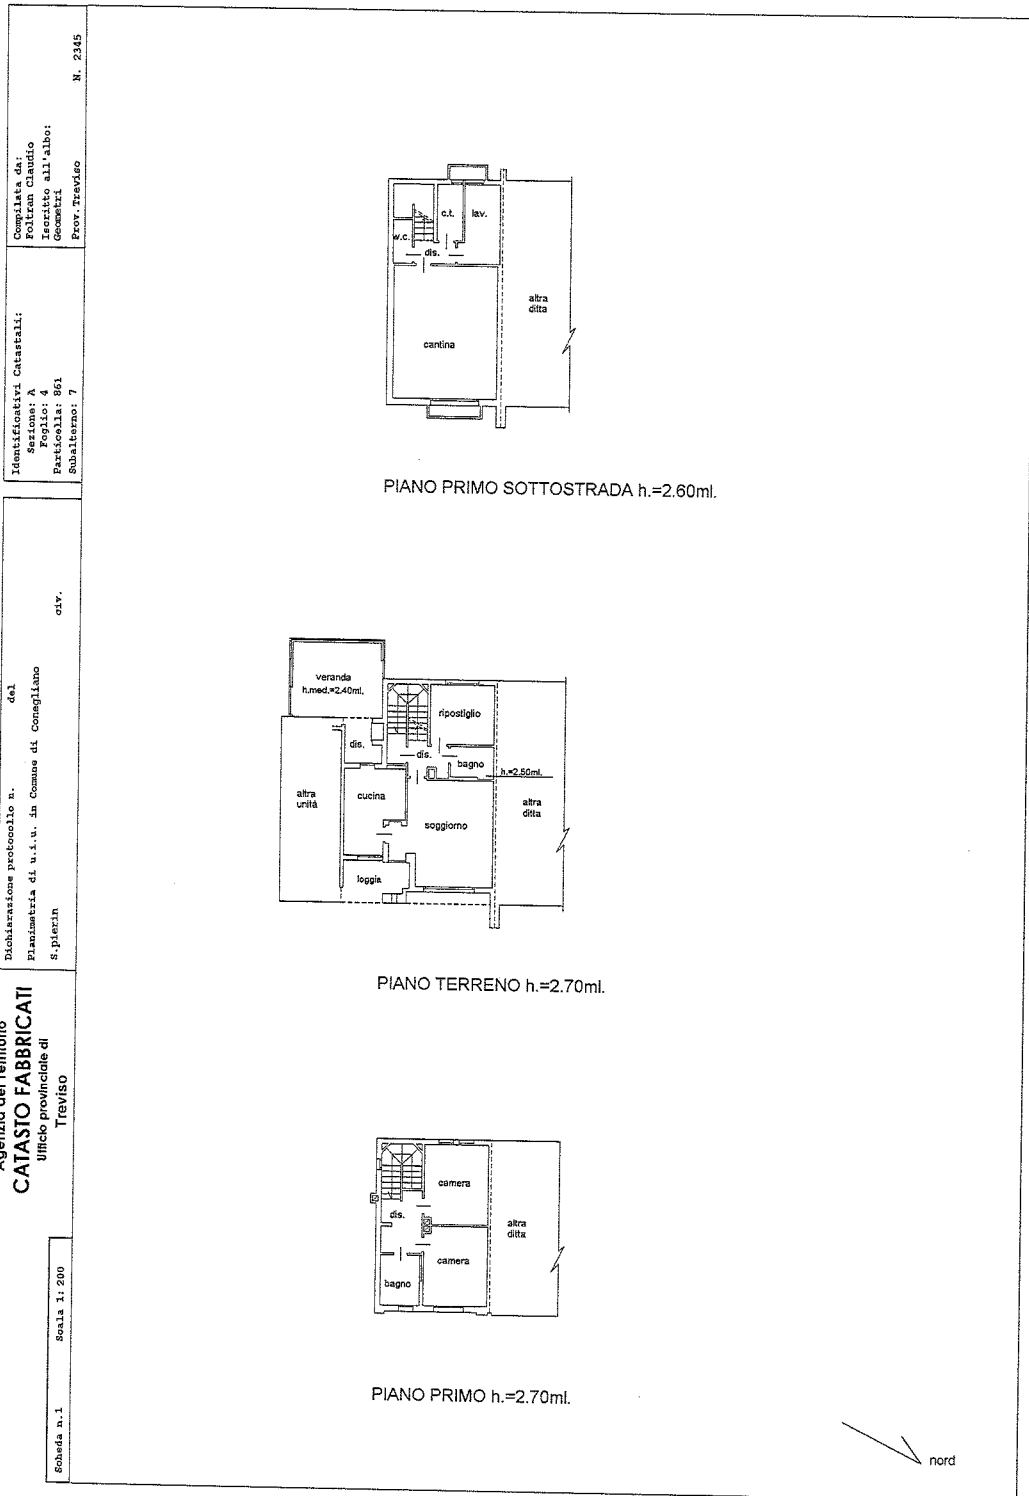 Agenzia del Territorio
CATASTO FABBRICATI
Ufficio provinciale di
Treviso
Dichiarazione protocollo n. del
Planimetria di u.i.u. in Comune di Conegliano
S.pierin civ.
Identificativi Catastali:
Sezione: A
Foglio: 4
Particella: 861
Subalterno: 7
Compilata da:
Foltran Claudio
Iscritto all'albo:
Geometri
Prov. Treviso N. 2345
Scheda n.1 Scala 1: 200
c.t.
lav.
w.c.
dis.
altra
ditta
cantina
PIANO PRIMO SOTTOSTRADA h.=2.60ml.
veranda
h.med.=2.40ml.
ripostiglio
dis.
dis.
bagno
h.=2.50ml.
altra
unità
cucina
altra
ditta
soggiorno
loggia
PIANO TERRENO h.=2.70ml.
camera
dis.
altra
ditta
camera
bagno
PIANO PRIMO h.=2.70ml.
nord